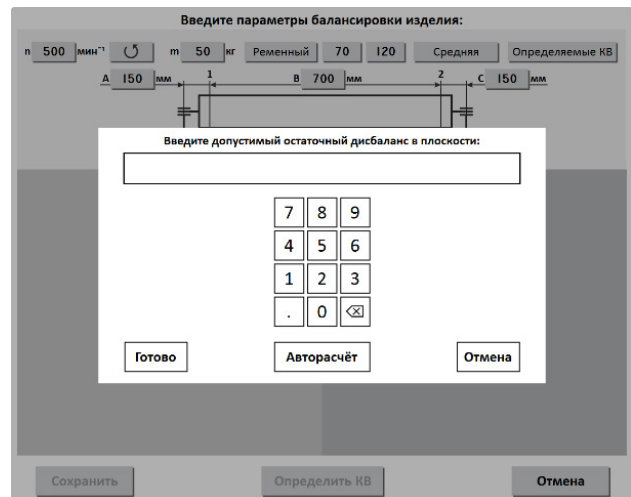 Введите параметры балансировки изделия:
n 500 мин⁻¹ m 50 кг Ременный 70 120 Средняя Определяемые КВ
A 150 мм 1 B 700 мм 2 C 150 мм
Введите допустимый остаточный дисбаланс в плоскости:
7 8 9
4 5 6
1 2 3
. 0
Готово Авторасчёт Отмена
Сохранить Определить КВ Отмена